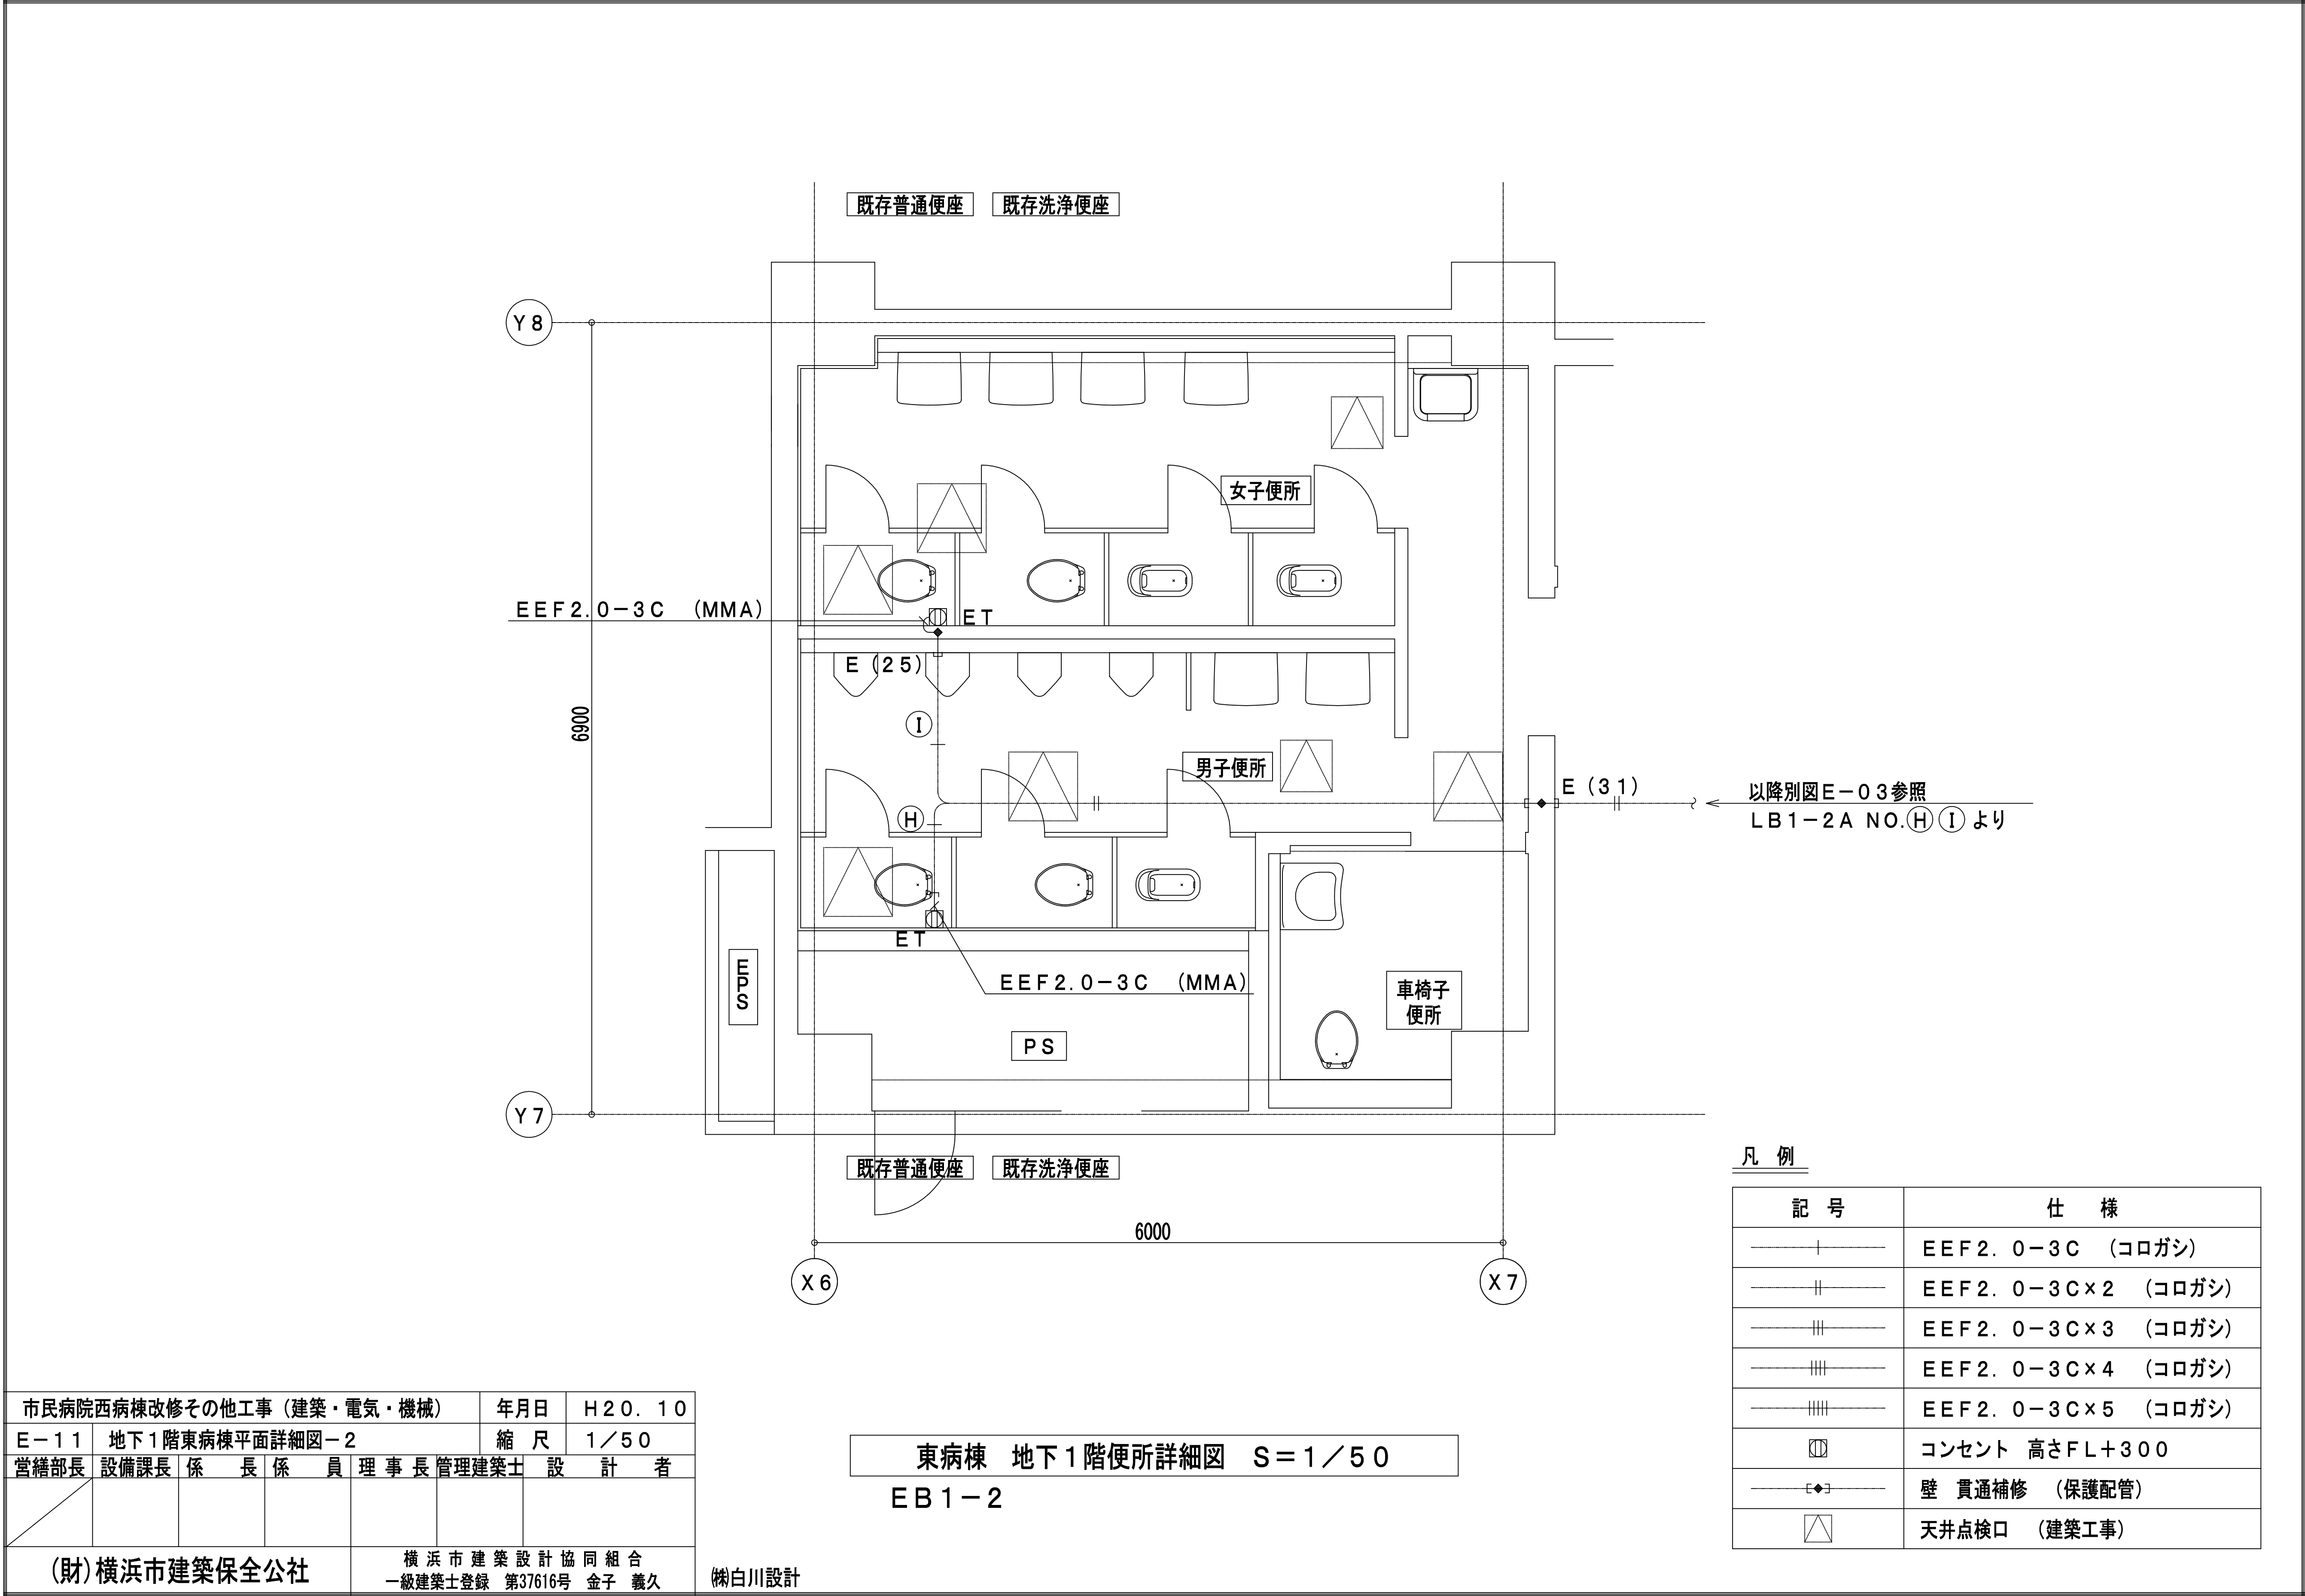 既存普通便座　既存洗浄便座
Y8
女子便所
EEF2.0-3C　(MMA)
ET
E(25)
6900
I
男子便所
H
E(31)
以降別図E-03参照
LB1-2A NO.Ⓗ Ⓘ より
ET
EEF2.0-3C　(MMA)
EPS
車椅子
便所
PS
Y7
既存普通便座　既存洗浄便座
6000
X6
X7
凡　例
記　号　仕　様
EEF2.0-3C　(コロガシ)
EEF2.0-3C×2　(コロガシ)
EEF2.0-3C×3　(コロガシ)
EEF2.0-3C×4　(コロガシ)
EEF2.0-3C×5　(コロガシ)
コンセント　高さFL+300
壁　貫通補修　(保護配管)
天井点検口　(建築工事)
市民病院西病棟改修その他工事(建築・電気・機械)　年月日　H20.10
E-11　地下1階東病棟平面詳細図-2　縮　尺　1/50
営繕部長　設備課長　係　長　係　員　理事長　管理建築士　設　計　者
(財)横浜市建築保全公社
横浜市建築設計協同組合
一級建築士登録　第37616号　金子　義久
㈱白川設計
東病棟　地下1階便所詳細図　S=1/50
EB1-2